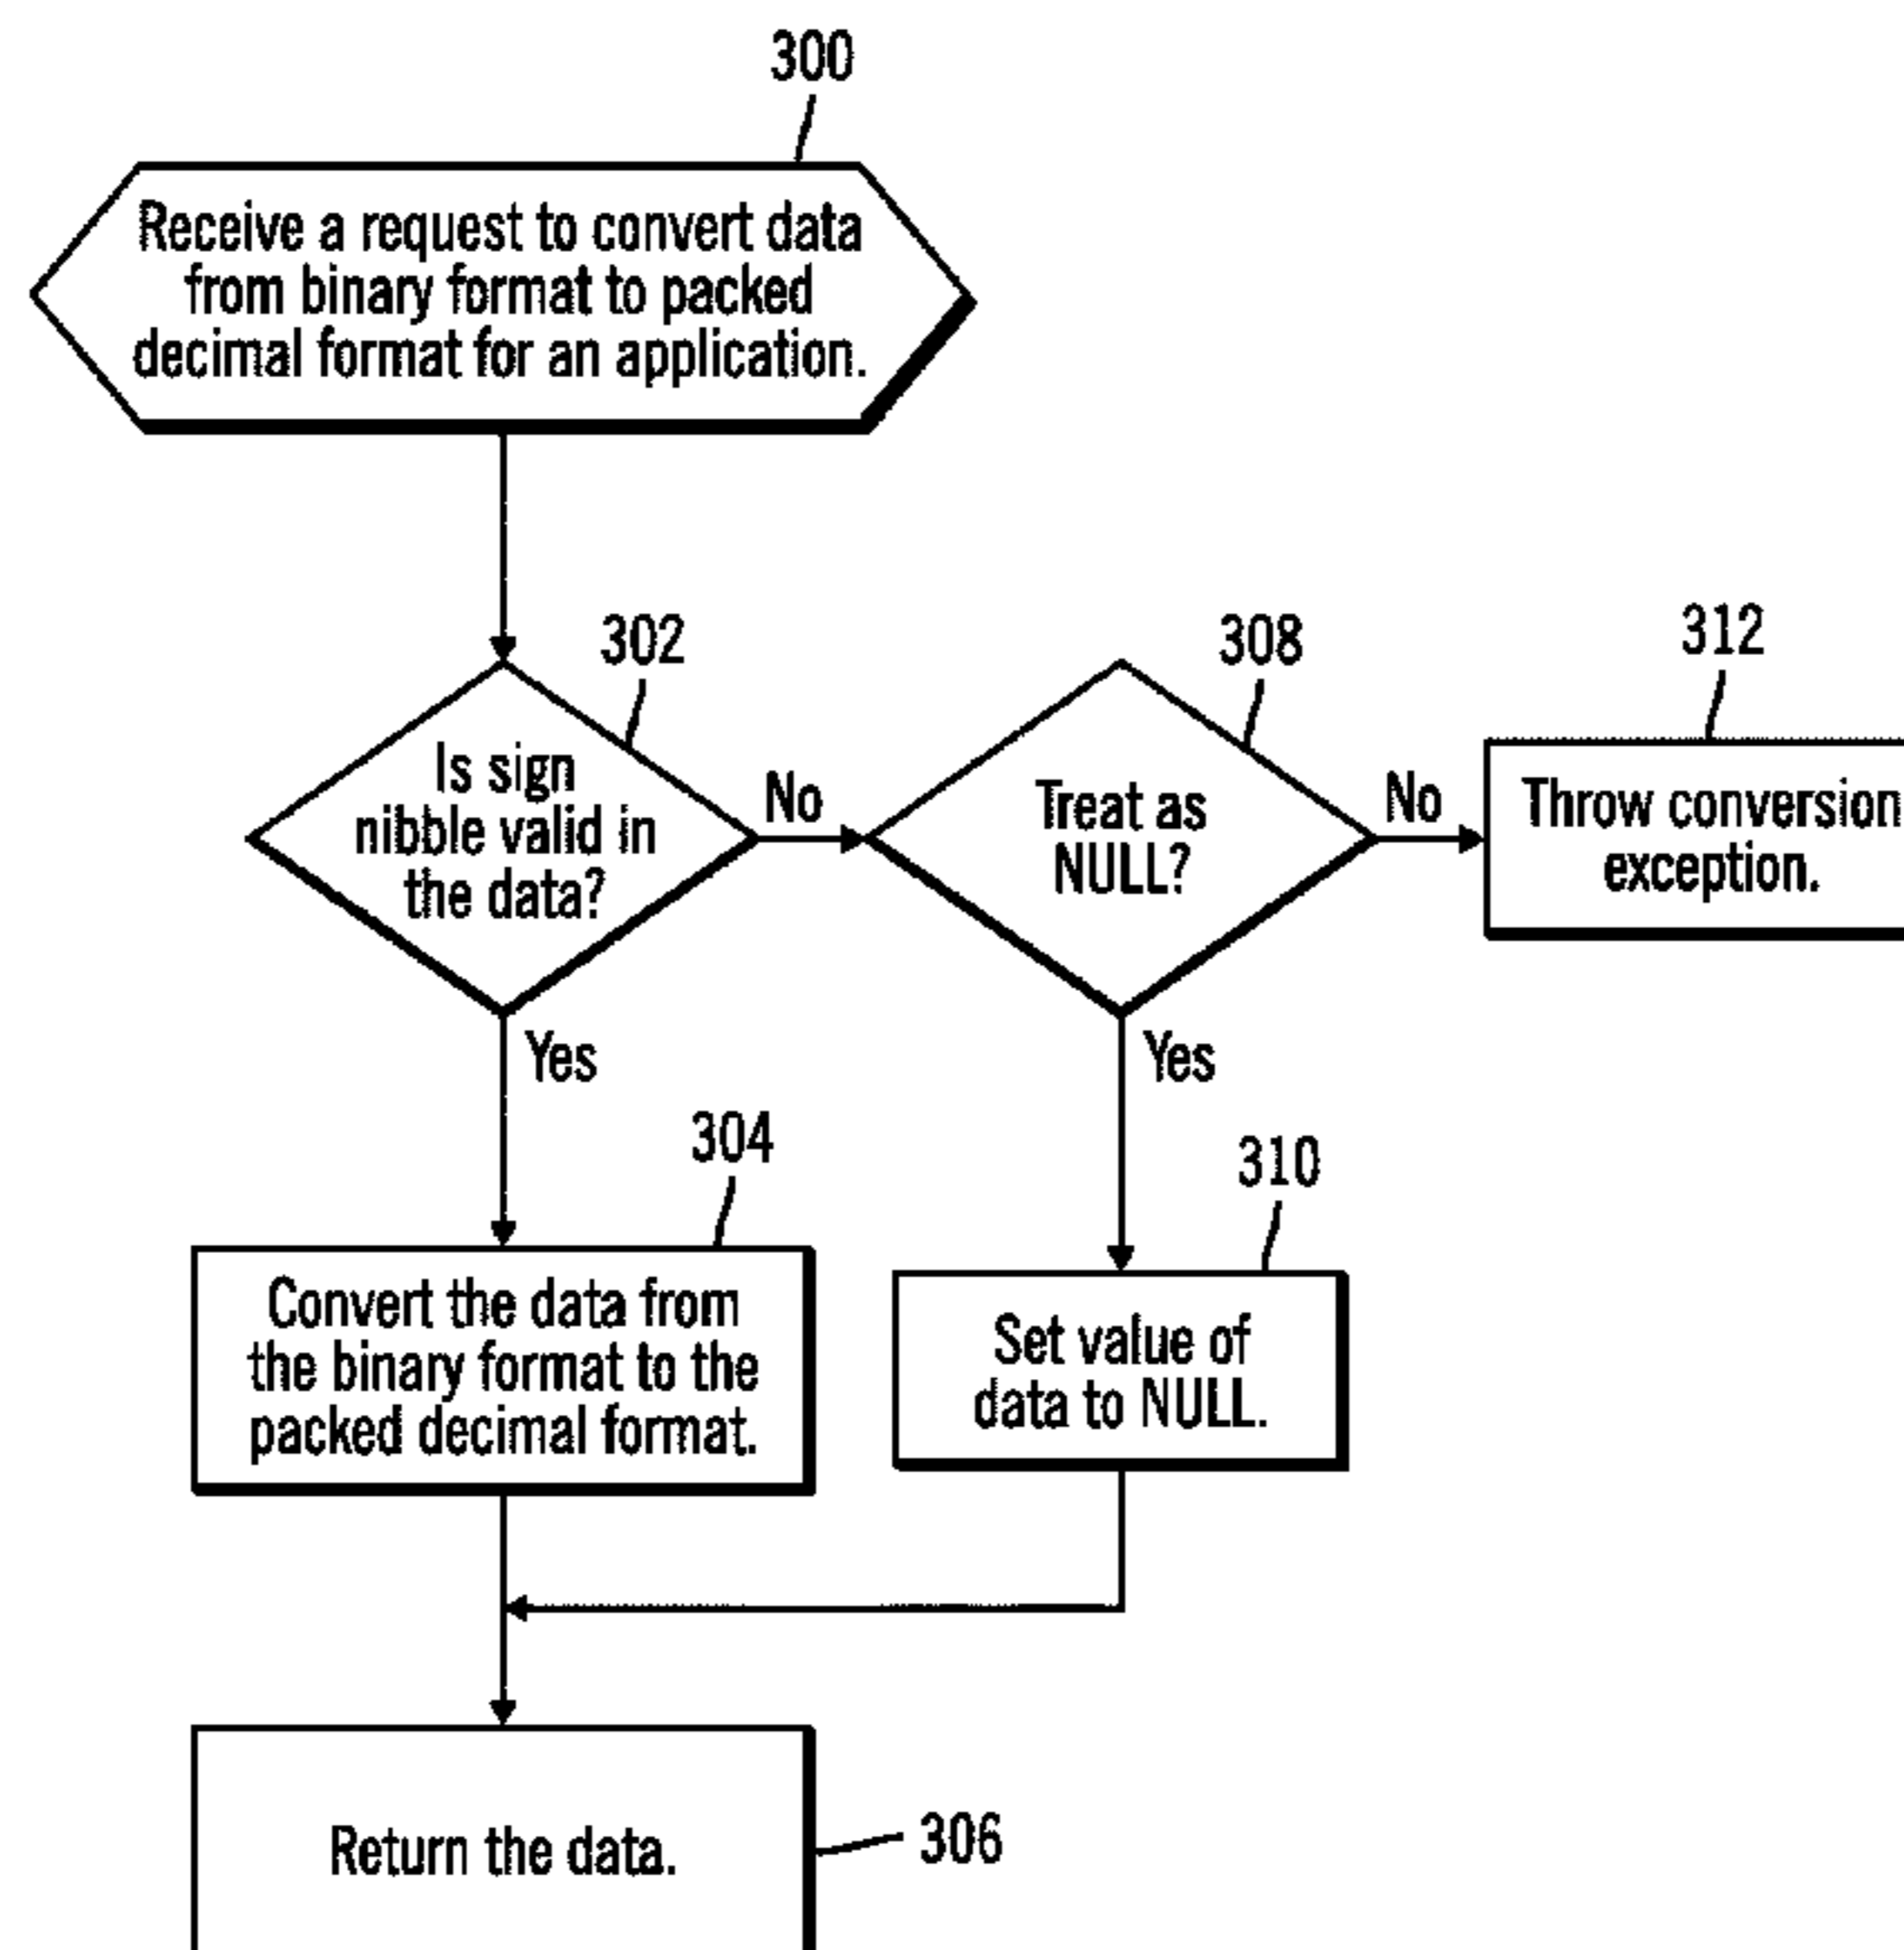 300
Receive a request to convert data
from binary format to packed
decimal format for an application.
302
Is sign
nibble valid in
the data?
No
308
Treat as
NULL?
No
312
Throw conversion
exception.
Yes
Yes
304
Convert the data from
the binary format to the
packed decimal format.
310
Set value of
data to NULL.
Return the data.
306